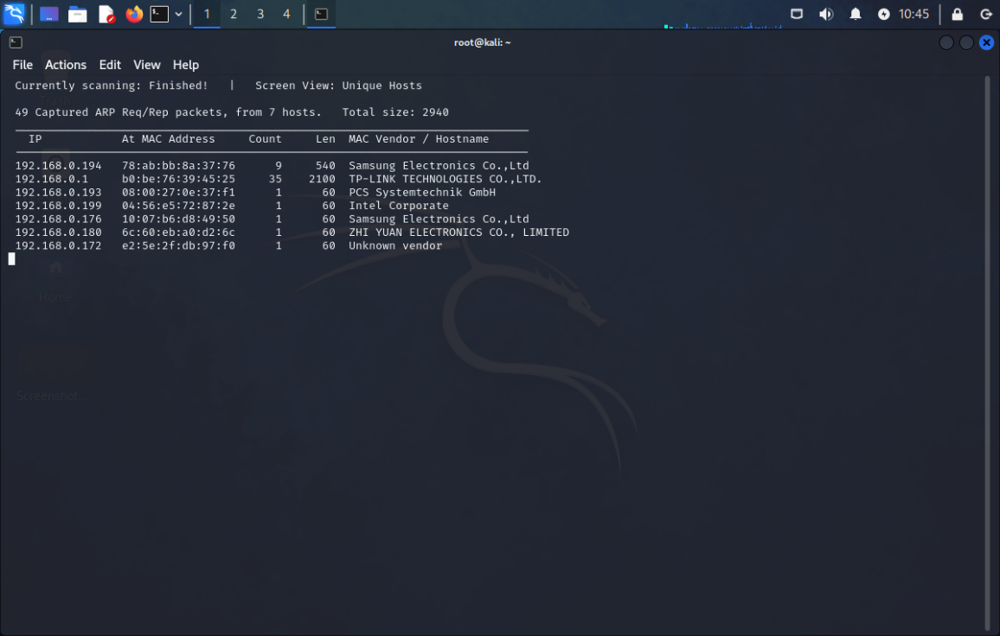 1 2 3 4 10:45
root@kali: ~
File Actions Edit View Help
Currently scanning: Finished! | Screen View: Unique Hosts
49 Captured ARP Req/Rep packets, from 7 hosts. Total size: 2940
IP At MAC Address Count Len MAC Vendor / Hostname
192.168.0.194 78:ab:bb:8a:37:76 9 540 Samsung Electronics Co.,Ltd
192.168.0.1 b0:be:76:39:45:25 35 2100 TP-LINK TECHNOLOGIES CO.,LTD.
192.168.0.193 08:00:27:0e:37:f1 1 60 PCS Systemtechnik GmbH
192.168.0.199 04:56:e5:72:87:2e 1 60 Intel Corporate
192.168.0.176 10:07:b6:d8:49:50 1 60 Samsung Electronics Co.,Ltd
192.168.0.180 6c:60:eb:a0:d2:6c 1 60 ZHI YUAN ELECTRONICS CO., LIMITED
192.168.0.172 e2:5e:2f:db:97:f0 1 60 Unknown vendor
Home
Screenshot...